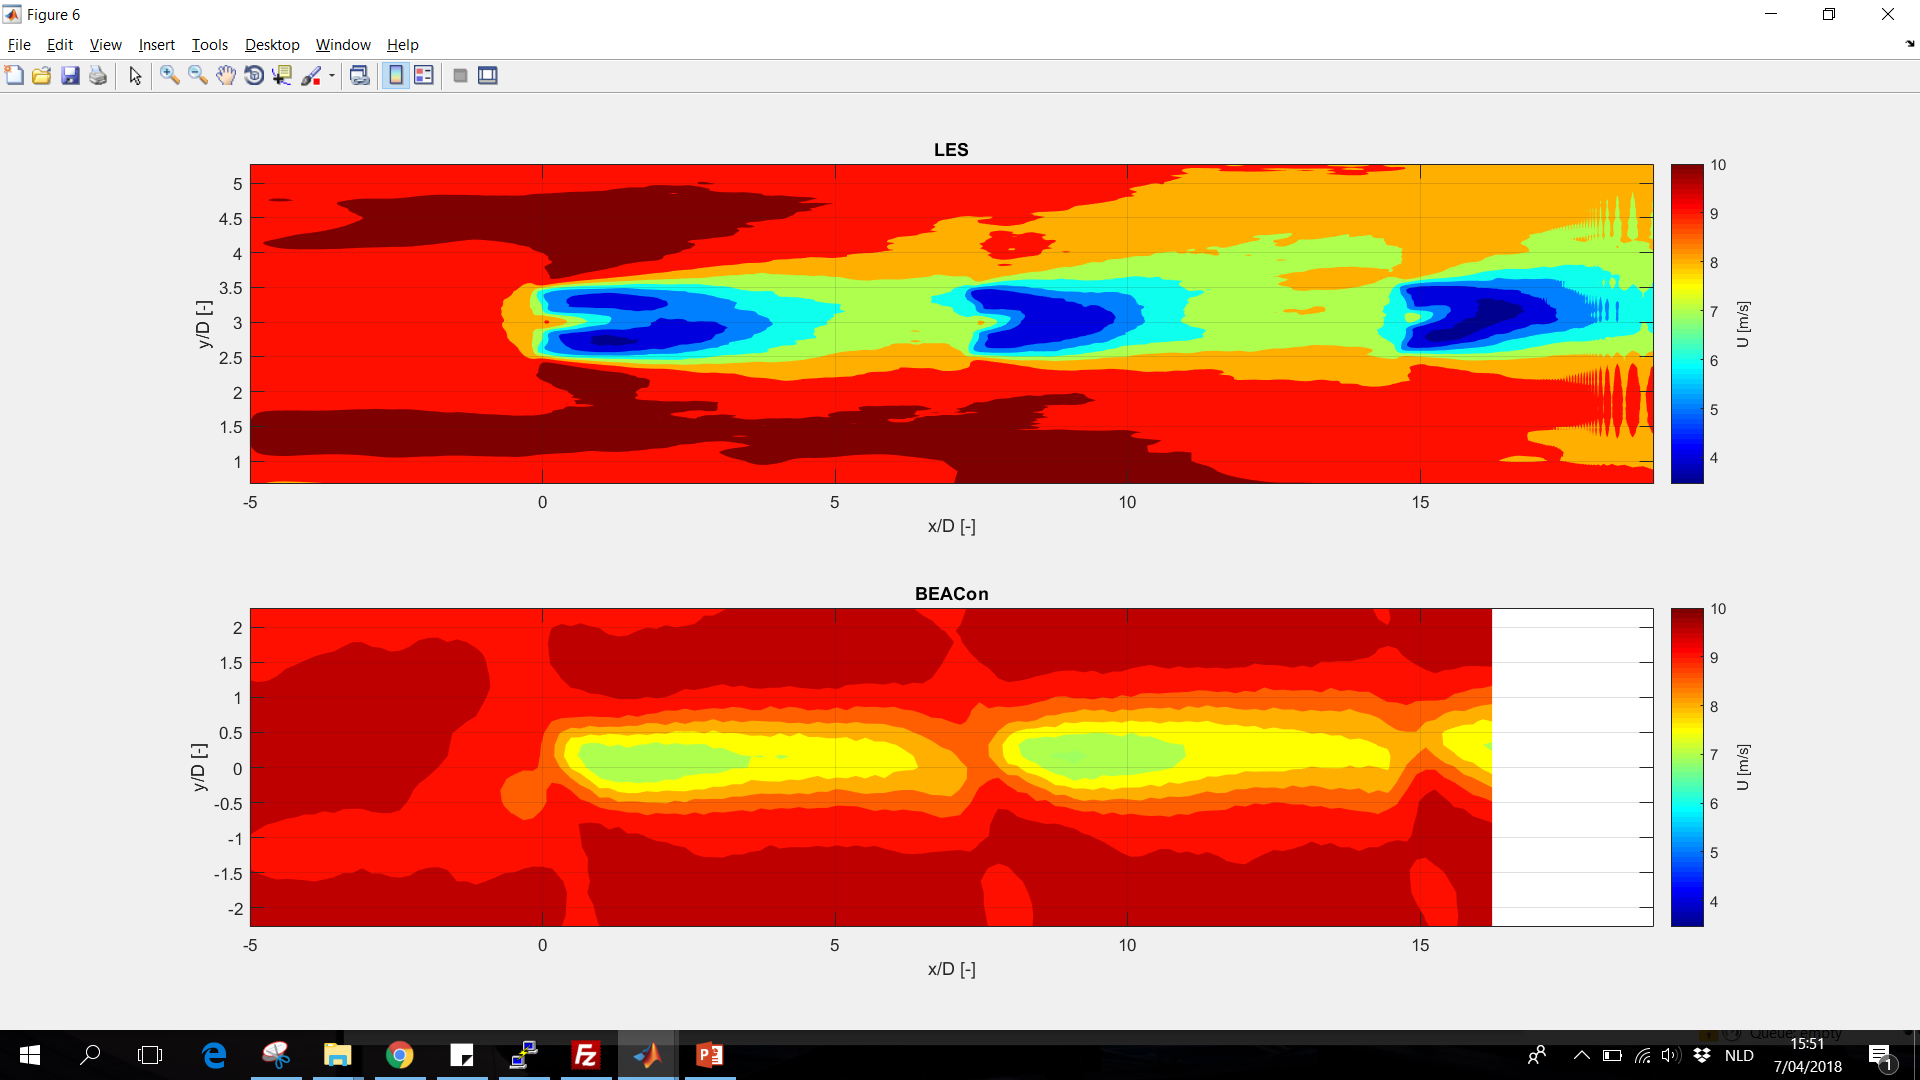 Figure 6
File Edit View Insert Tools Desktop Window Help
LES
5
4.5
4
3.5
3
2.5
2
1.5
1
y/D [-]
-5 0 5 10 15
x/D [-]
10
9
8
7
6
5
4
U [m/s]
BEACon
2
1.5
1
0.5
0
-0.5
-1
-1.5
-2
y/D [-]
-5 0 5 10 15
x/D [-]
10
9
8
7
6
5
4
U [m/s]
Queue: empty
NLD
15:51
7/04/2018
1